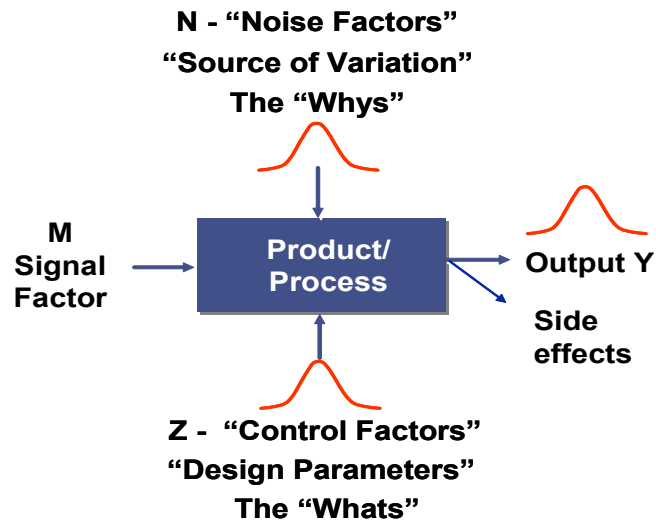 N - “Noise Factors”
“Source of Variation”
The “Whys”
M
Signal
Factor
Product/
Process
Output Y
Side
effects
Z - “Control Factors”
“Design Parameters”
The “Whats”